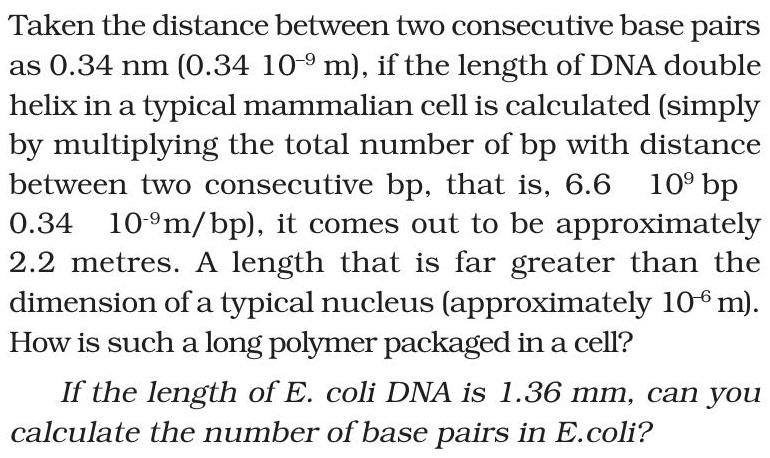 Taken the distance between two consecutive base pairs
as 0.34 nm (0.34 10⁻⁹ m), if the length of DNA double
helix in a typical mammalian cell is calculated (simply
by multiplying the total number of bp with distance
between two consecutive bp, that is, 6.6 10⁹ bp
0.34 10⁻⁹m/bp), it comes out to be approximately
2.2 metres. A length that is far greater than the
dimension of a typical nucleus (approximately 10⁻⁶ m).
How is such a long polymer packaged in a cell?
If the length of E. coli DNA is 1.36 mm, can you
calculate the number of base pairs in E.coli?